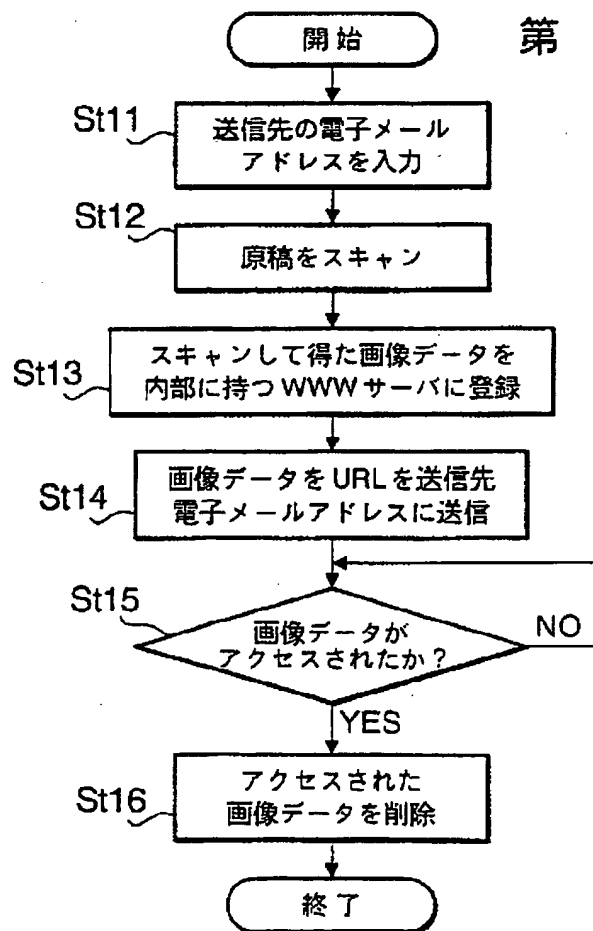 開始
第
St11
送信先の電子メール
アドレスを入力
St12
原稿をスキャン
St13
スキャンして得た画像データを
内部に持つWWWサーバに登録
St14
画像データをURLを送信先
電子メールアドレスに送信
St15
画像データが
アクセスされたか？
NO
YES
St16
アクセスされた
画像データを削除
終了